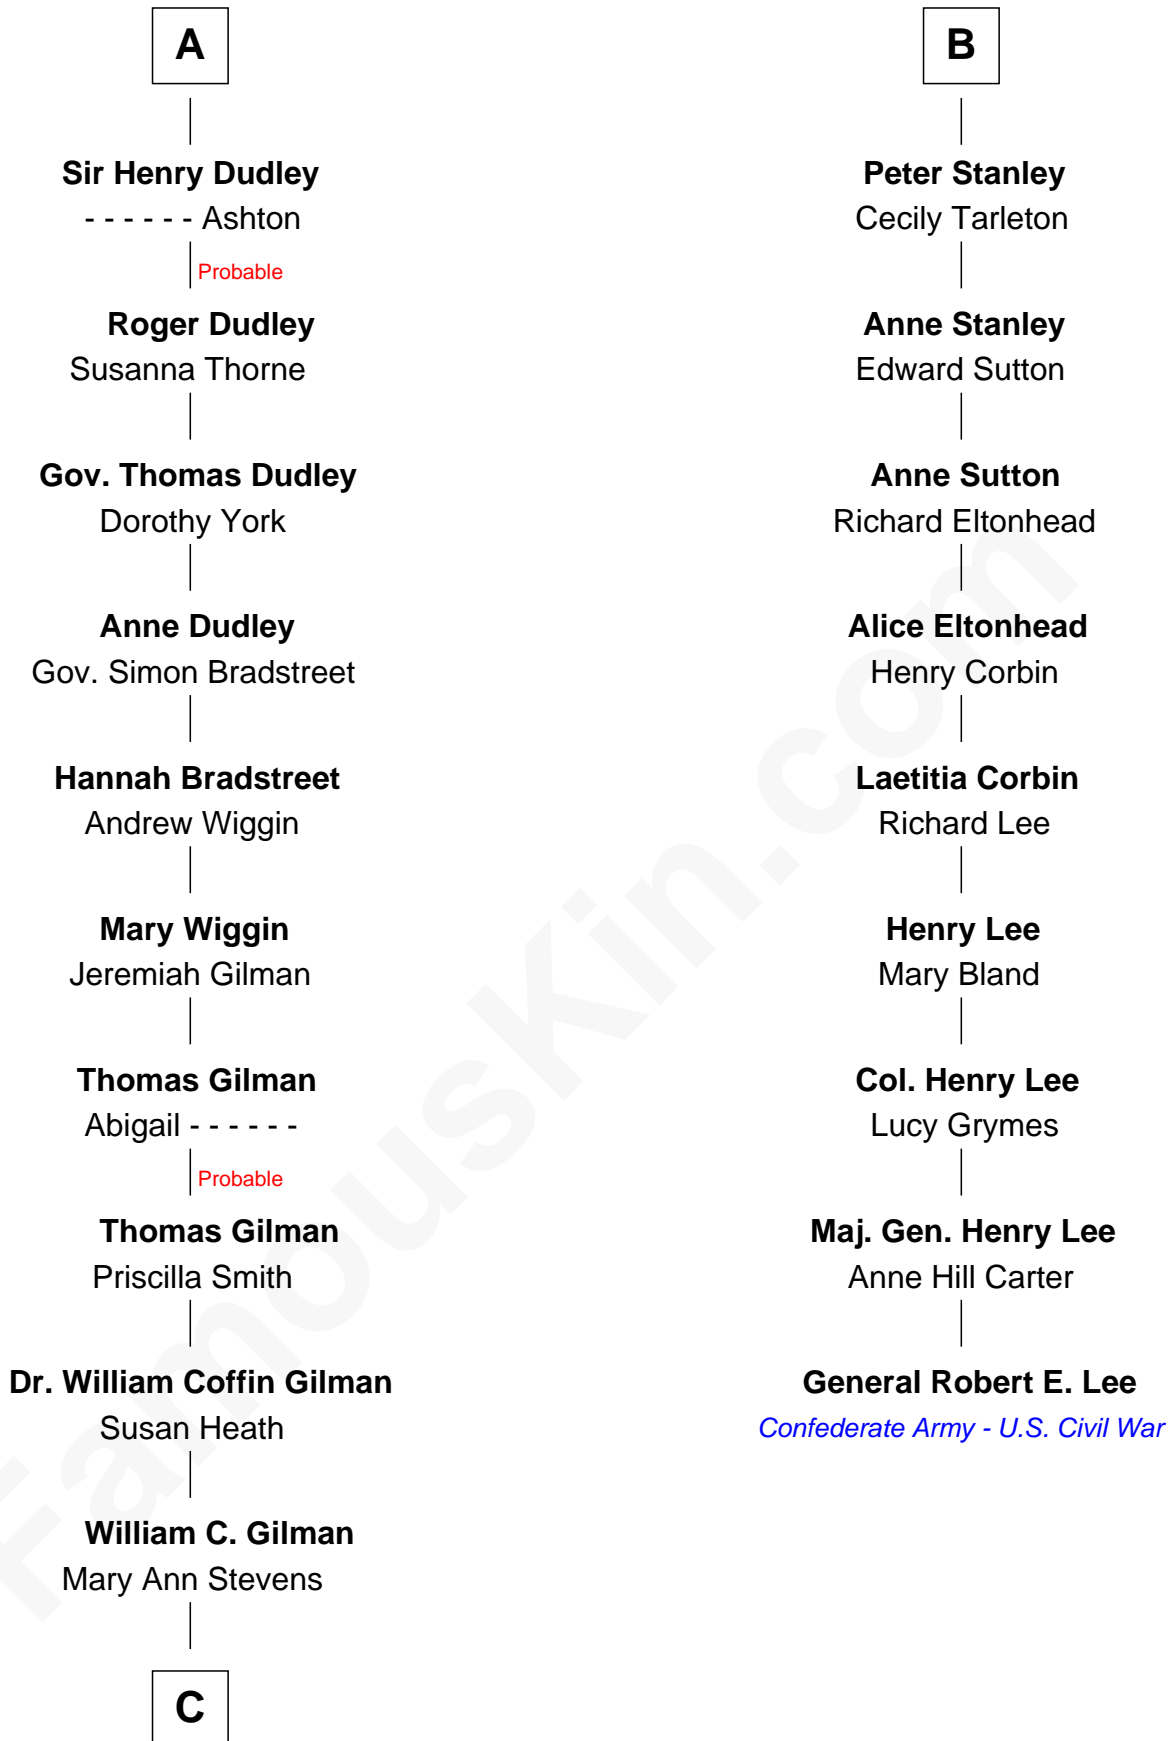 A
Sir Henry Dudley
- - - - - - Ashton
Probable
Roger Dudley
Susanna Thorne
Gov. Thomas Dudley
Dorothy York
Anne Dudley
Gov. Simon Bradstreet
Hannah Bradstreet
Andrew Wiggin
Mary Wiggin
Jeremiah Gilman
Thomas Gilman
Abigail - - - - - -
Probable
Thomas Gilman
Priscilla Smith
Dr. William Coffin Gilman
Susan Heath
William C. Gilman
Mary Ann Stevens
C
B
Peter Stanley
Cecily Tarleton
Anne Stanley
Edward Sutton
Anne Sutton
Richard Eltonhead
Alice Eltonhead
Henry Corbin
Laetitia Corbin
Richard Lee
Henry Lee
Mary Bland
Col. Henry Lee
Lucy Grymes
Maj. Gen. Henry Lee
Anne Hill Carter
General Robert E. Lee
Confederate Army - U.S. Civil War
FamousKin.com